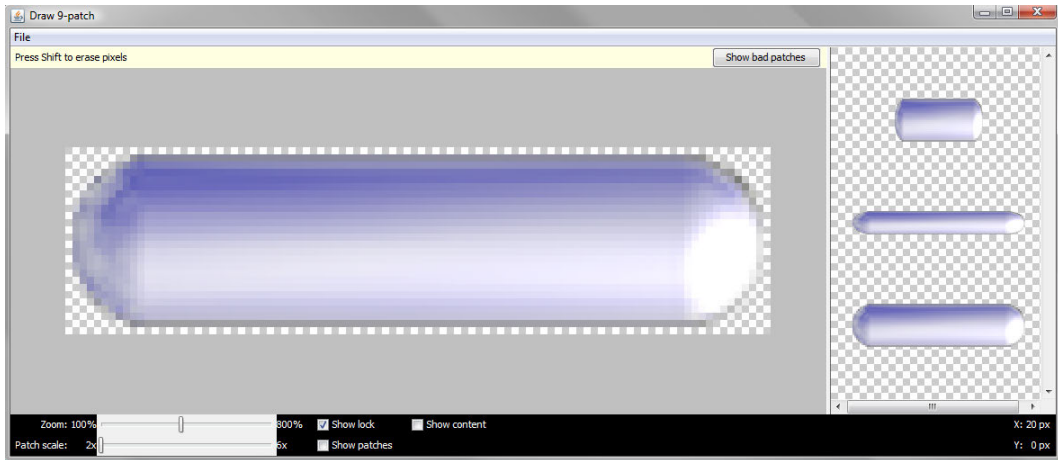 Draw 9-patch
File
Press Shift to erase pixels
Show bad patches
Zoom: 100%
800%
Show lock
Show content
X: 20 px
Patch scale: 2x
6x
Show patches
Y: 0 px